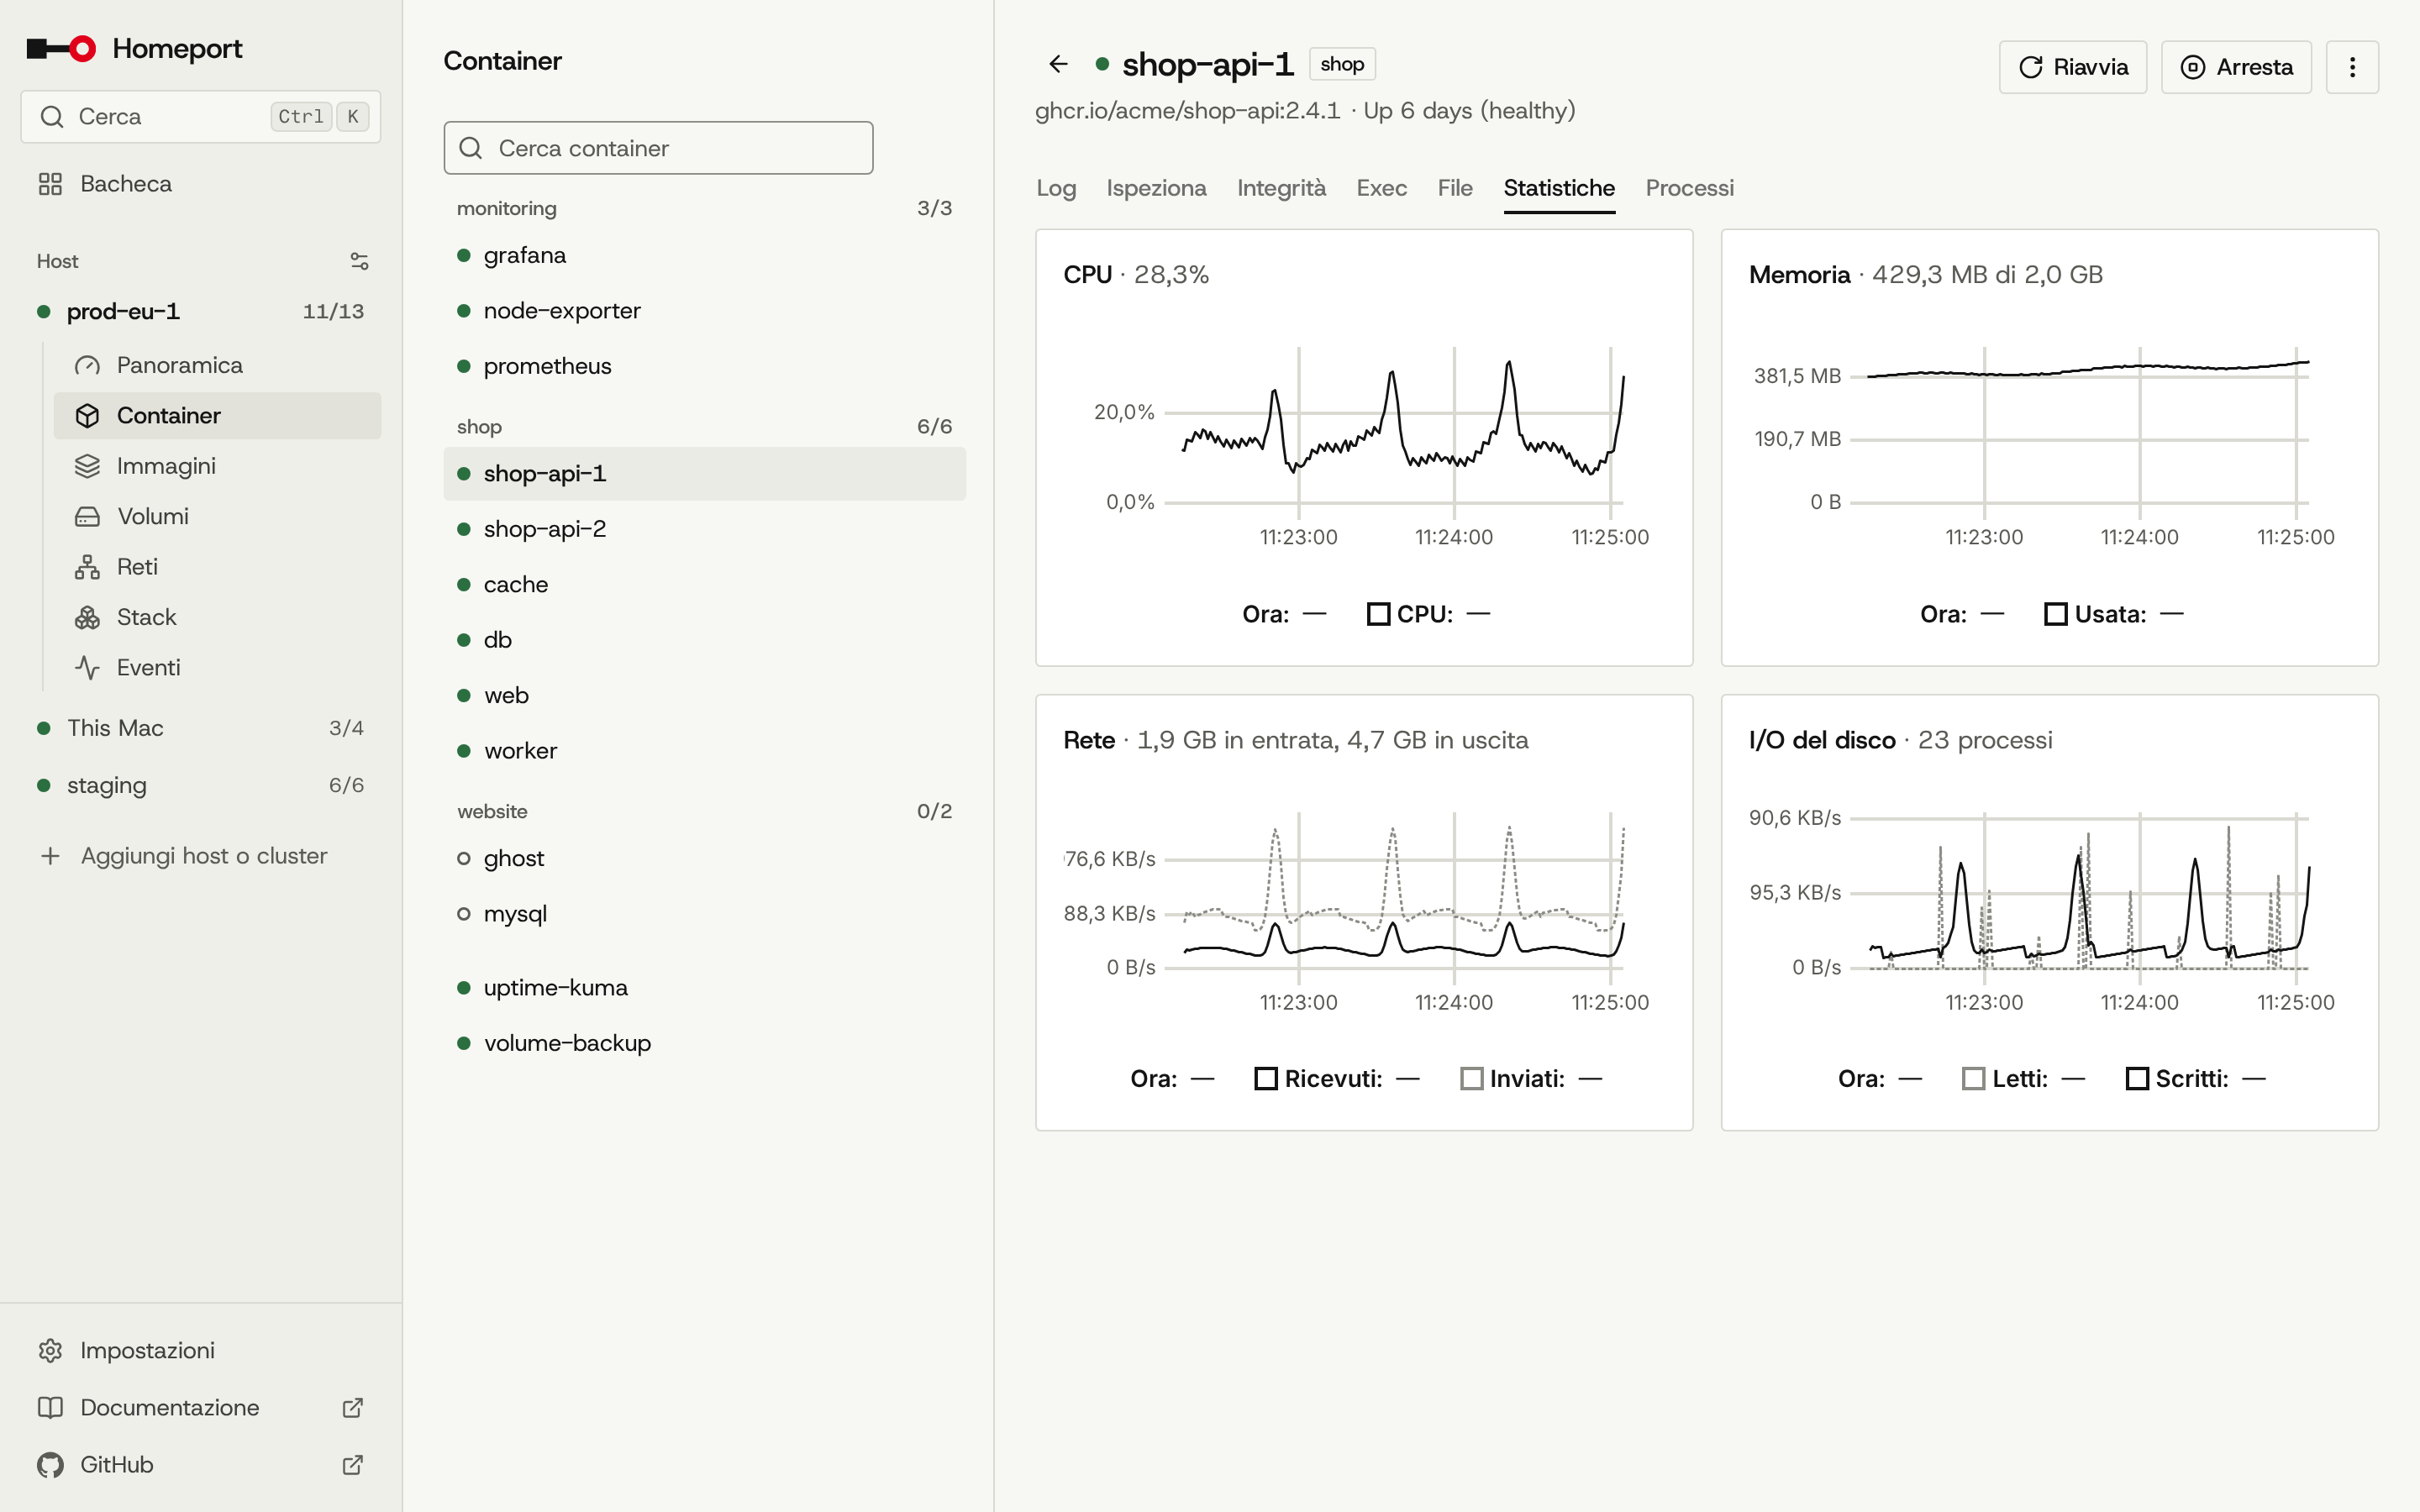 Homeport
Cerca
Ctrl K
Bacheca
Host
prod-eu-1 11/13
Panoramica
Container
Immagini
Volumi
Reti
Stack
Eventi
This Mac 3/4
staging 6/6
Aggiungi host o cluster
Impostazioni
Documentazione
GitHub
Container
Cerca container
monitoring 3/3
grafana
node-exporter
prometheus
shop 6/6
shop-api-1
shop-api-2
cache
db
web
worker
website 0/2
ghost
mysql
uptime-kuma
volume-backup
shop-api-1 shop
Riavvia
Arresta
ghcr.io/acme/shop-api:2.4.1 · Up 6 days (healthy)
Log Ispeziona Integrità Exec File Statistiche Processi
CPU · 28,3%
20,0%
0,0%
11:23:00 11:24:00 11:25:00
Ora: — CPU: —
Memoria · 429,3 MB di 2,0 GB
381,5 MB
190,7 MB
0 B
11:23:00 11:24:00 11:25:00
Ora: — Usata: —
Rete · 1,9 GB in entrata, 4,7 GB in uscita
76,6 KB/s
88,3 KB/s
0 B/s
11:23:00 11:24:00 11:25:00
Ora: — Ricevuti: — Inviati: —
I/O del disco · 23 processi
90,6 KB/s
95,3 KB/s
0 B/s
11:23:00 11:24:00 11:25:00
Ora: — Letti: — Scritti: —